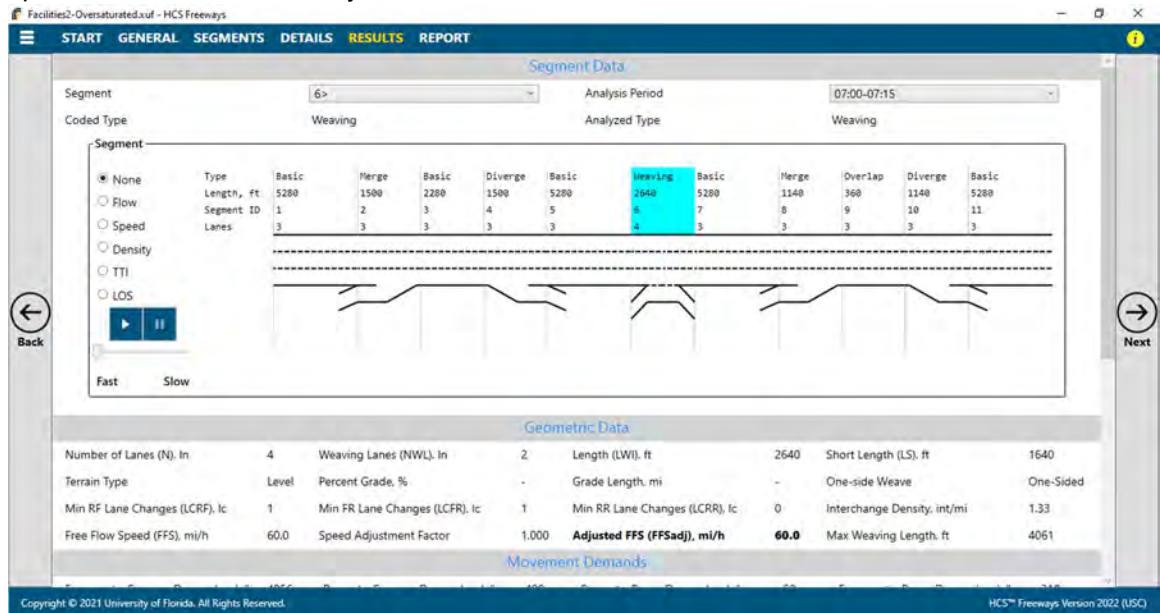 Facilities2-Oversaturated.xuf - HCS Freeways
START GENERAL SEGMENTS DETAILS RESULTS REPORT
Segment Data
Segment 6> Analysis Period 07:00-07:15
Coded Type Weaving Analyzed Type Weaving
Segment
None Type Basic Merge Basic Diverge Basic Weaving Basic Merge Overlap Diverge Basic
Flow Length, ft 5280 1500 2280 1500 5280 2640 5280 1140 360 1140 5280
Segment ID 1 2 3 4 5 6 7 8 9 10 11
Speed Lanes 3 3 3 3 3 4 3 3 3 3 3
Density
TTI
LOS
Back
Next
Fast Slow
Geometric Data
Number of Lanes (N), ln 4 Weaving Lanes (NWL), ln 2 Length (LWI), ft 2640 Short Length (LS), ft 1640
Terrain Type Level Percent Grade, % - Grade Length, mi - One-side Weave One-Sided
Min RF Lane Changes (LCRF), lc 1 Min FR Lane Changes (LCFR), lc 1 Min RR Lane Changes (LCRR), lc 0 Interchange Density, int/mi 1.33
Free Flow Speed (FFS), mi/h 60.0 Speed Adjustment Factor 1.000 Adjusted FFS (FFSadj), mi/h 60.0 Max Weaving Length, ft 4061
Movement Demands
Copyright © 2021 University of Florida. All Rights Reserved. HCS™ Freeways Version 2022 (USC)